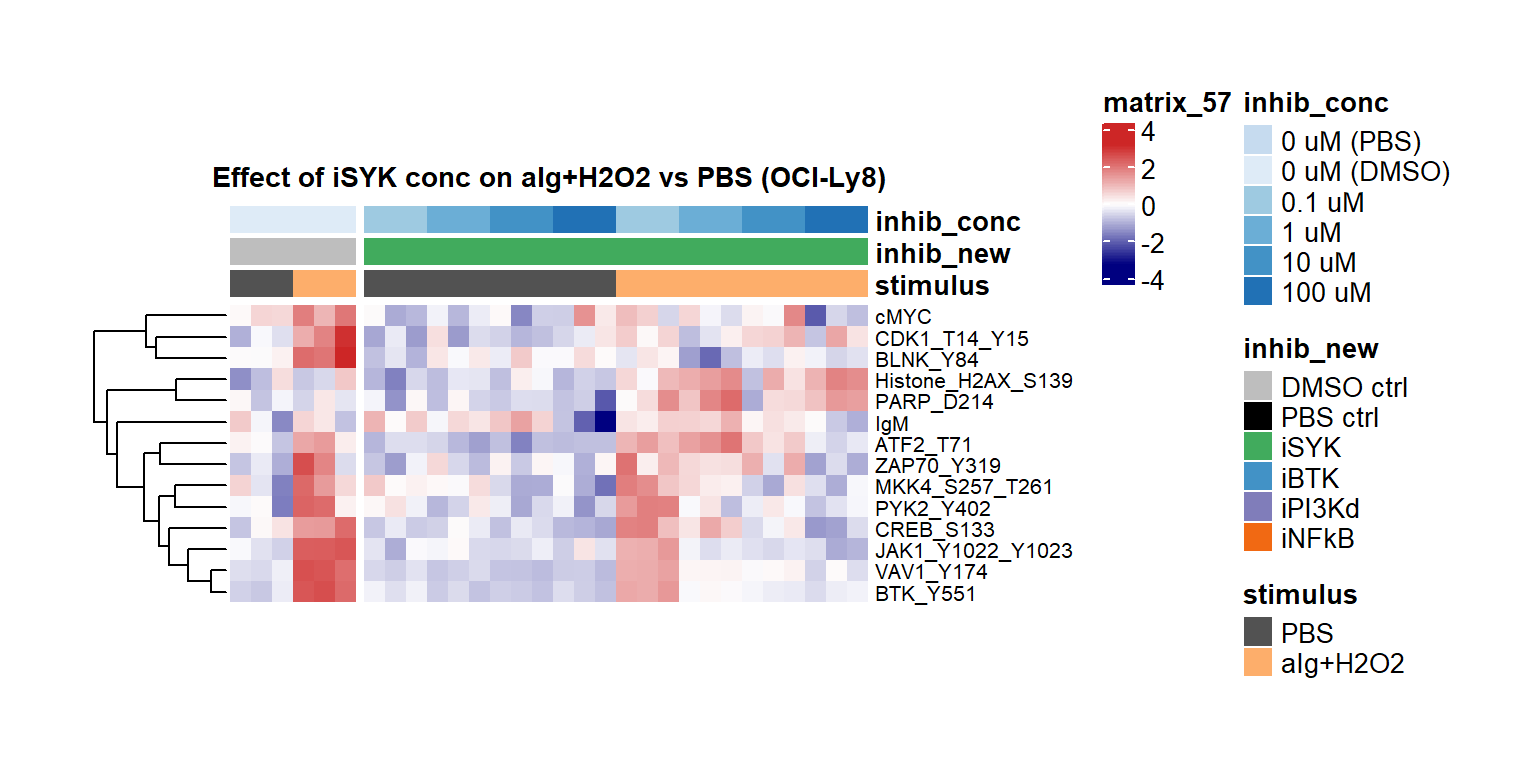 Effect of iSYK conc on aIg+H2O2 vs PBS (OCI-Ly8)
inhib_conc
inhib_new
stimulus
cMYC
CDK1_T14_Y15
BLNK_Y84
Histone_H2AX_S139
PARP_D214
IgM
ATF2_T71
ZAP70_Y319
MKK4_S257_T261
PYK2_Y402
CREB_S133
JAK1_Y1022_Y1023
VAV1_Y174
BTK_Y551
matrix_57
4
2
0
-2
-4
inhib_conc
0 uM (PBS)
0 uM (DMSO)
0.1 uM
1 uM
10 uM
100 uM
inhib_new
DMSO ctrl
PBS ctrl
iSYK
iBTK
iPI3Kd
iNFkB
stimulus
PBS
aIg+H2O2